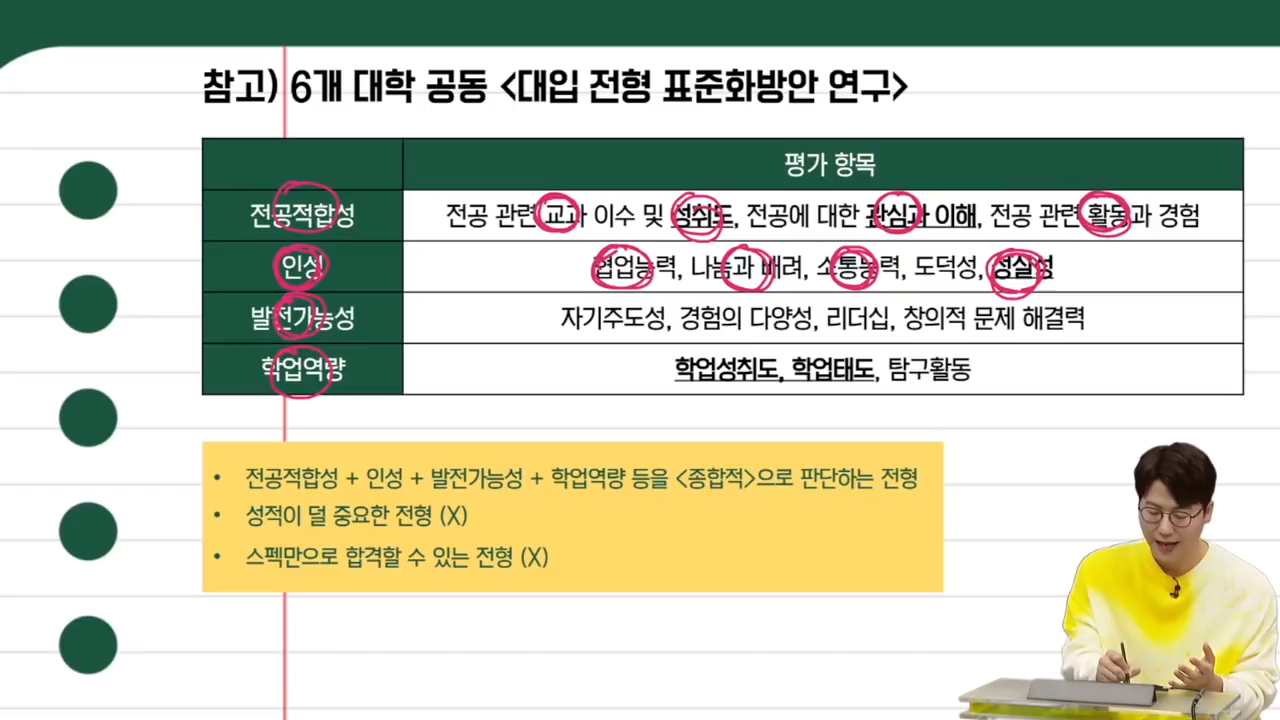 참고) 6개 대학 공동 <대입 전형 표준화방안 연구>
평가 항목
전공적합성 전공 관련 교과 이수 및 성취도, 전공에 대한 관심과 이해, 전공 관련 활동과 경험
인성 협업능력, 나눔과 배려, 소통능력, 도덕성, 성실성
발전가능성 자기주도성, 경험의 다양성, 리더십, 창의적 문제 해결력
학업역량 학업성취도, 학업태도, 탐구활동
• 전공적합성 + 인성 + 발전가능성 + 학업역량 등을 <종합적>으로 판단하는 전형
• 성적이 덜 중요한 전형 (X)
• 스펙만으로 합격할 수 있는 전형 (X)